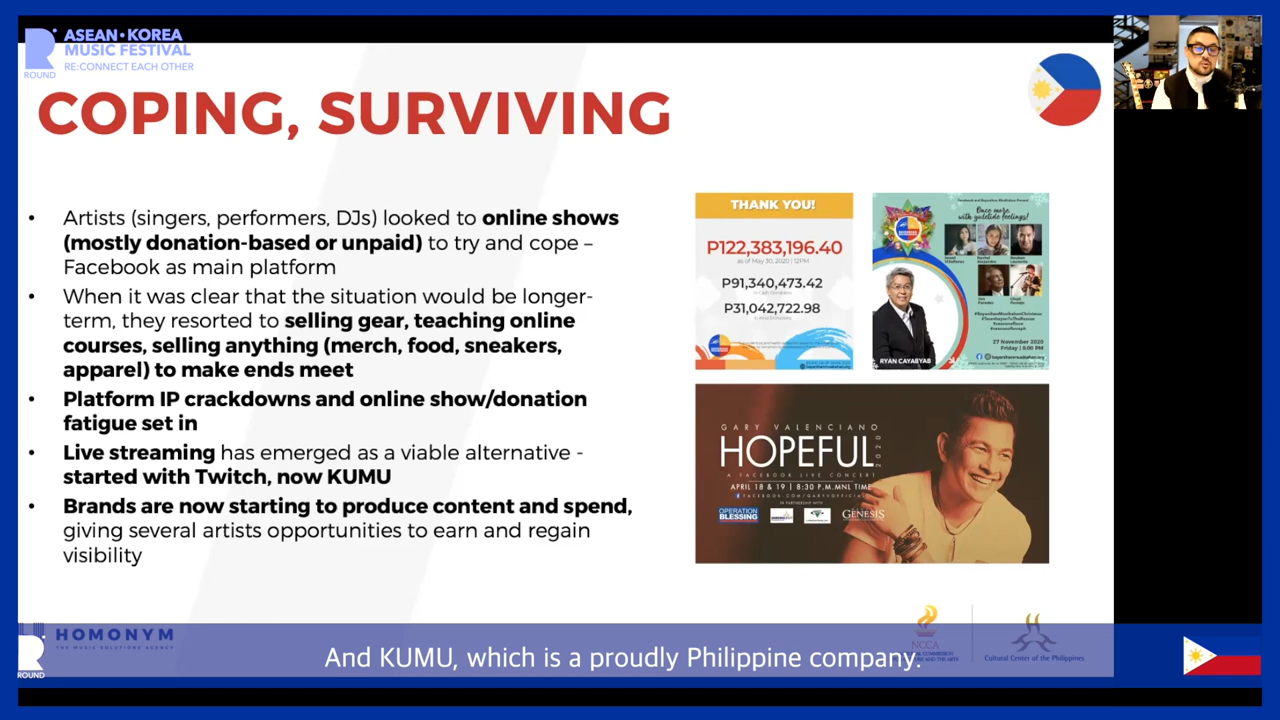 ASEAN•KOREA
MUSIC FESTIVAL
RE:CONNECT EACH OTHER
ROUND
COPING, SURVIVING
• Artists (singers, performers, DJs) looked to online shows
(mostly donation-based or unpaid) to try and cope –
Facebook as main platform
• When it was clear that the situation would be longer-
term, they resorted to selling gear, teaching online
courses, selling anything (merch, food, sneakers,
apparel) to make ends meet
• Platform IP crackdowns and online show/donation
fatigue set in
• Live streaming has emerged as a viable alternative -
started with Twitch, now KUMU
• Brands are now starting to produce content and spend,
giving several artists opportunities to earn and regain
visibility
THANK YOU!
P122,383,196.40
as of May 30, 2020 | 12PM
P91,340,473.42
P31,042,722.98
Once more
with yuletide feelings!
RYAN CAYABYAB
27 November 2020
Friday | 8:00 PM
GARY VALENCIANO
HOPEFUL 2020
A FACEBOOK LIVE CONCERT
APRIL 18 & 19 | 8:30 P.M.MNL TIME
IN PARTNERSHIP WITH
OPERATION
BLESSING
GENESIS
HOMONYM
THE MUSIC SOLUTIONS AGENCY
ROUND
NCCA
Cultural Center of the Philippines
And KUMU, which is a proudly Philippine company.